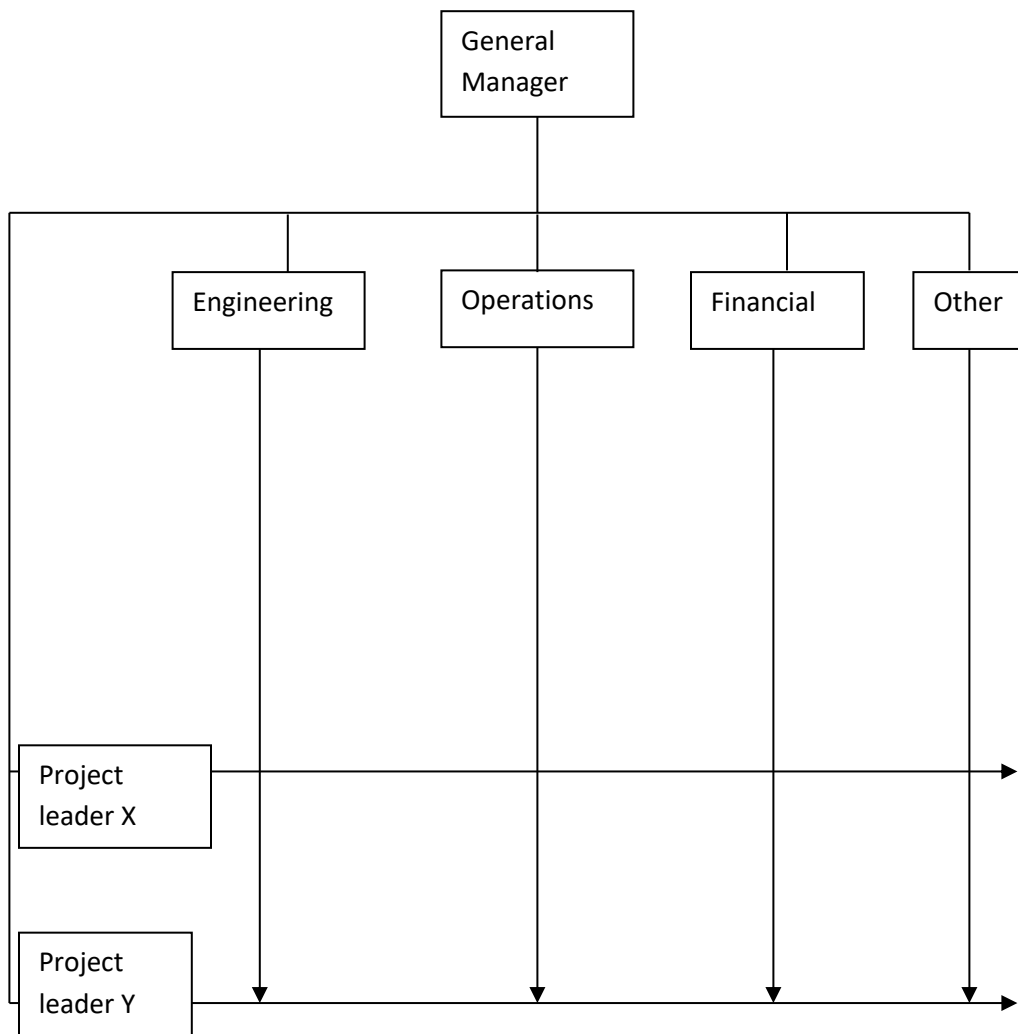 General
Manager
Engineering
Operations
Financial
Other
Project
leader X
Project
leader Y